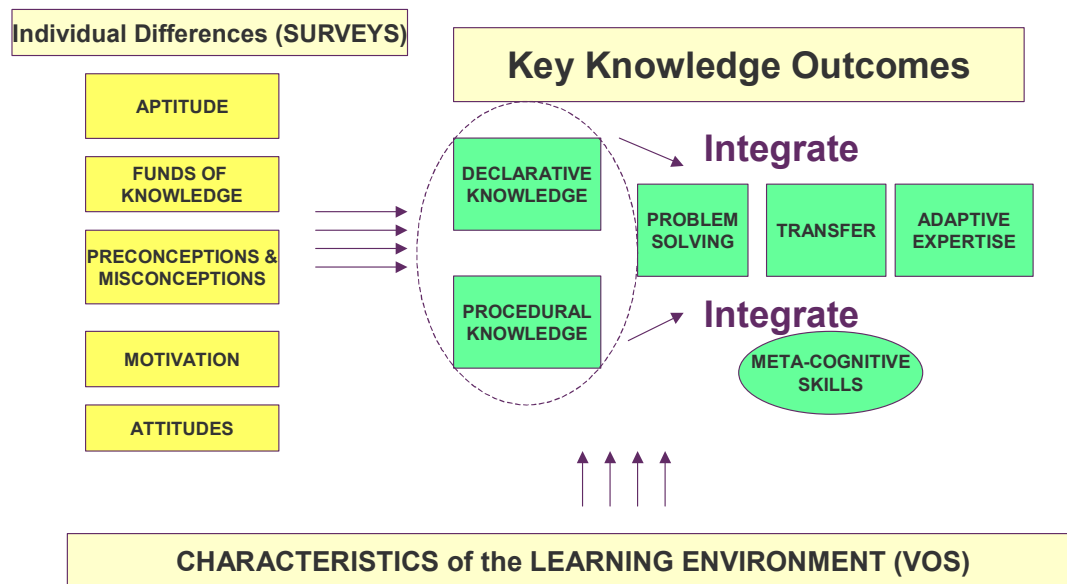 Individual Differences (SURVEYS)
APTITUDE
FUNDS OF
KNOWLEDGE
PRECONCEPTIONS &
MISCONCEPTIONS
MOTIVATION
ATTITUDES
Key Knowledge Outcomes
DECLARATIVE
KNOWLEDGE
PROCEDURAL
KNOWLEDGE
Integrate
PROBLEM
SOLVING
TRANSFER
ADAPTIVE
EXPERTISE
Integrate
META-COGNITIVE
SKILLS
CHARACTERISTICS of the LEARNING ENVIRONMENT (VOS)